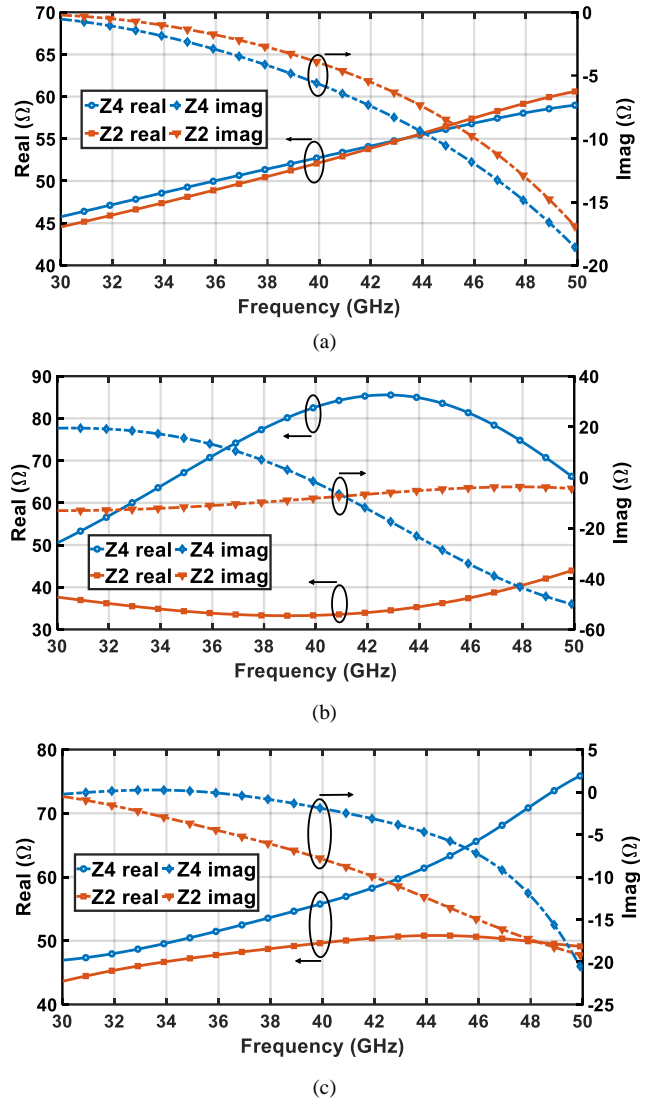 70 0
65
-5
60
Z4 real Z4 imag
Z2 real Z2 imag
55 -10
50
-15
45
40 -20
30 32 34 36 38 40 42 44 46 48 50
Real (Ω)
Imag (Ω)
Frequency (GHz)
(a)
90 40
80 20
70 0
60
-20
50
Z4 real Z4 imag
Z2 real Z2 imag
40 -40
30 -60
30 32 34 36 38 40 42 44 46 48 50
Real (Ω)
Imag (Ω)
Frequency (GHz)
(b)
80 5
0
70
-5
Z4 real Z4 imag
Z2 real Z2 imag
60 -10
-15
50
-20
40 -25
30 32 34 36 38 40 42 44 46 48 50
Real (Ω)
Imag (Ω)
Frequency (GHz)
(c)